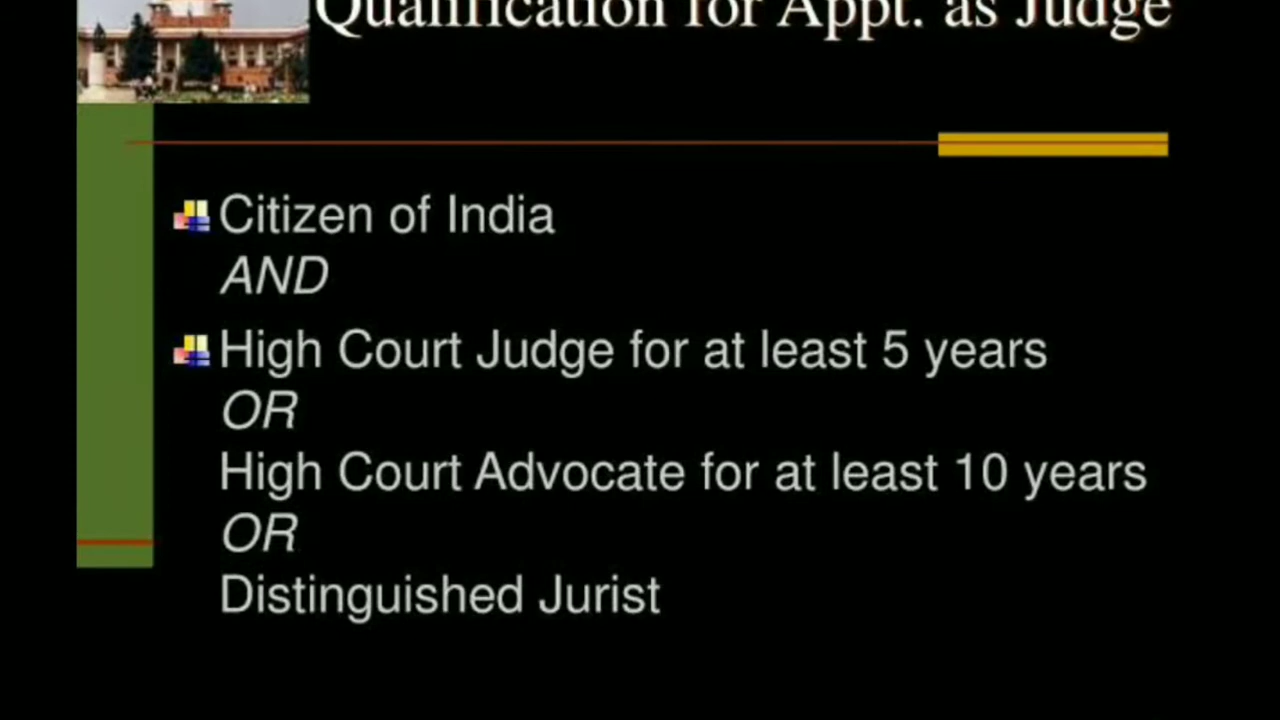 Qualification for Appt. as Judge
Citizen of India
AND
High Court Judge for at least 5 years
OR
High Court Advocate for at least 10 years
OR
Distinguished Jurist